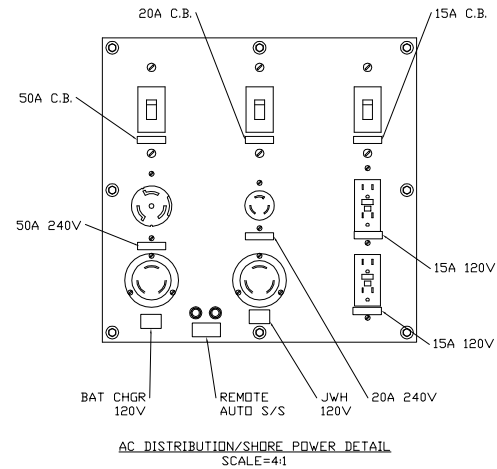 20A C.B.
15A C.B.
50A C.B.
50A 240V
15A 120V
15A 120V
BAT CHGR
120V
REMOTE
AUTO S/S
JWH
120V
20A 240V
AC DISTRIBUTION/SHORE POWER DETAIL
SCALE=4:1